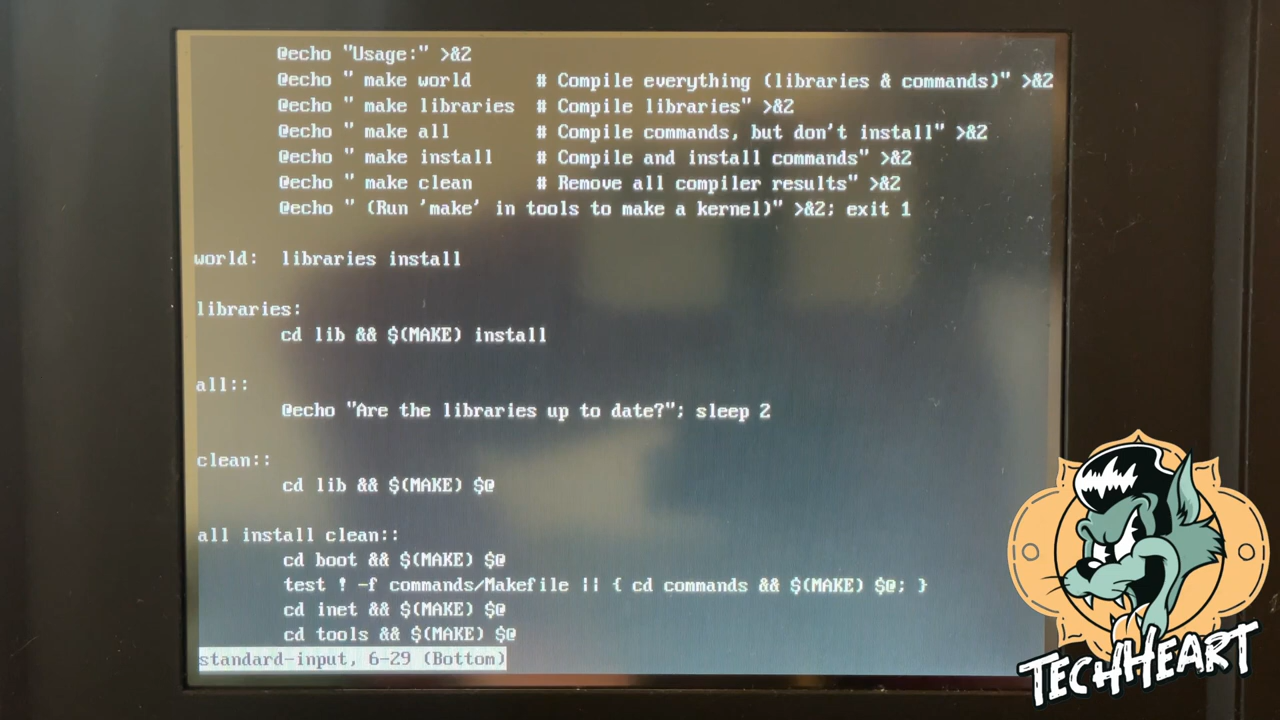 @echo "Usage:" >&2
@echo " make world # Compile everything (libraries & commands)" >&2
@echo " make libraries # Compile libraries" >&2
@echo " make all # Compile commands, but don't install" >&2
@echo " make install # Compile and install commands" >&2
@echo " make clean # Remove all compiler results" >&2
@echo " (Run 'make' in tools to make a kernel)" >&2; exit 1
world: libraries install
libraries:
cd lib && $(MAKE) install
all::
@echo "Are the libraries up to date?"; sleep 2
clean::
cd lib && $(MAKE) $@
all install clean::
cd boot && $(MAKE) $@
test ! -f commands/Makefile || { cd commands && $(MAKE) $@; }
cd inet && $(MAKE) $@
cd tools && $(MAKE) $@
standard-input, 6-29 (Bottom)
TECHHEART